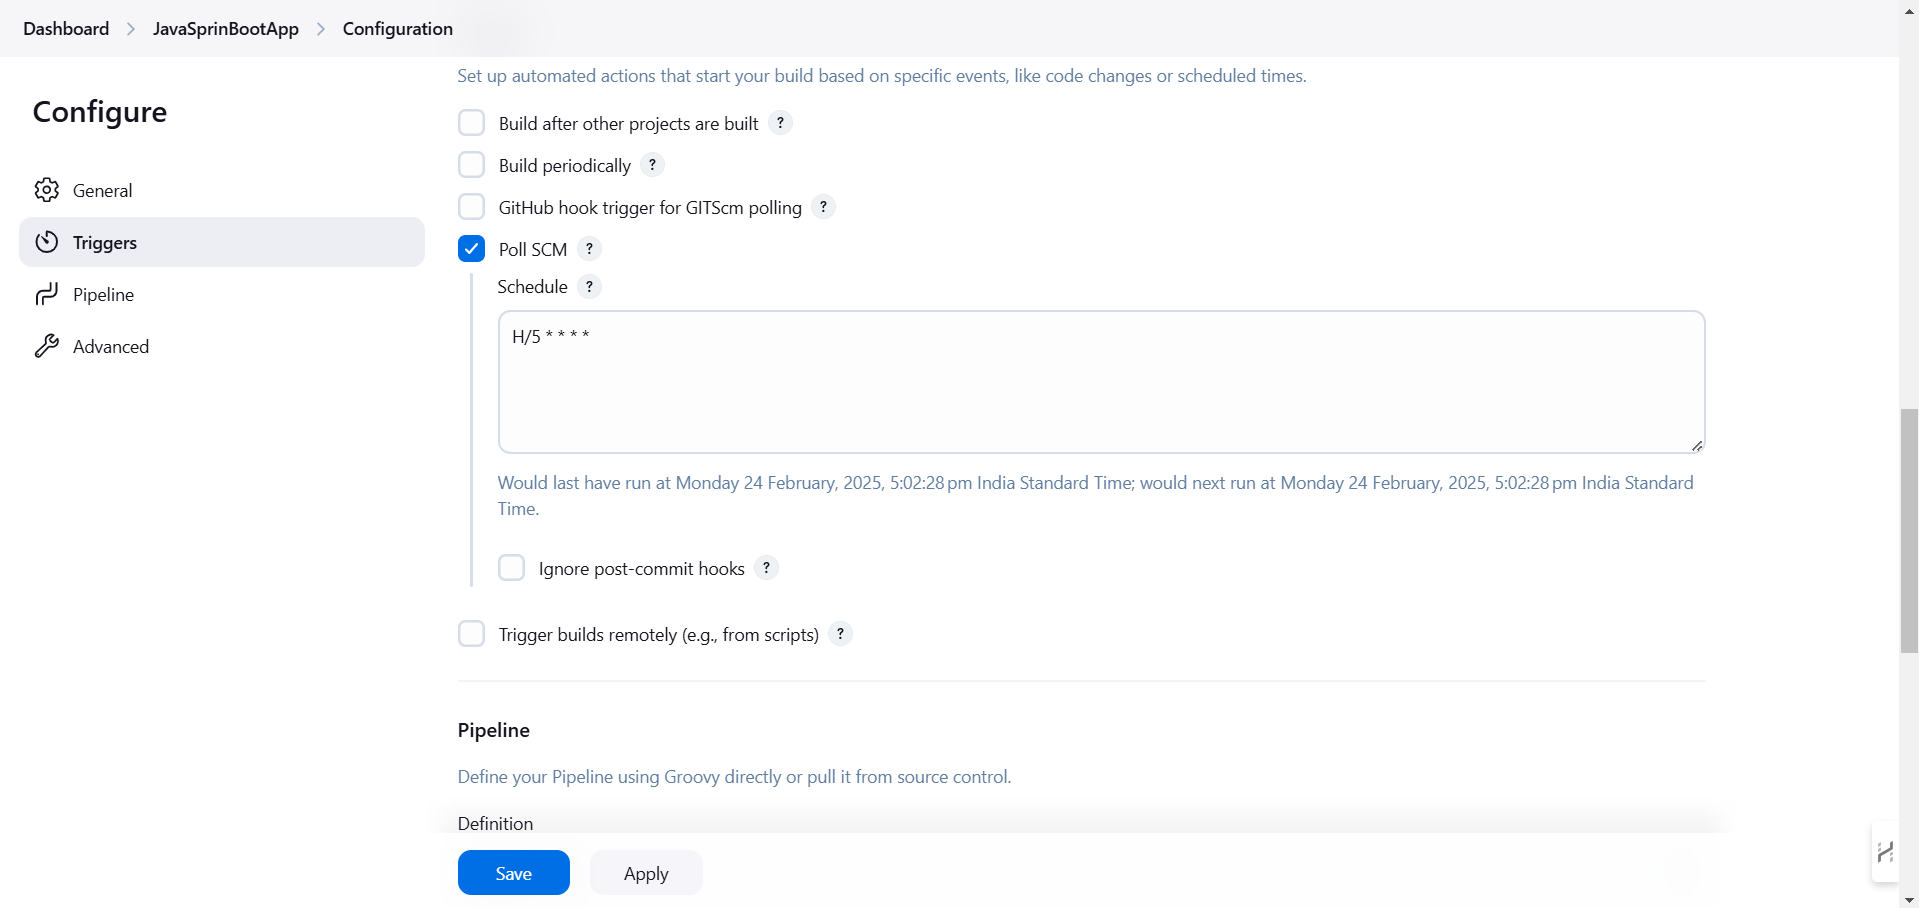 Dashboard > JavaSprinBootApp > Configuration
Configure
General
Triggers
Pipeline
Advanced
Set up automated actions that start your build based on specific events, like code changes or scheduled times.
Build after other projects are built ?
Build periodically ?
GitHub hook trigger for GITScm polling ?
Poll SCM ?
Schedule ?
H/5 * * * *
Would last have run at Monday 24 February, 2025, 5:02:28 pm India Standard Time; would next run at Monday 24 February, 2025, 5:02:28 pm India Standard
Time.
Ignore post-commit hooks ?
Trigger builds remotely (e.g., from scripts) ?
Pipeline
Define your Pipeline using Groovy directly or pull it from source control.
Definition
Save
Apply